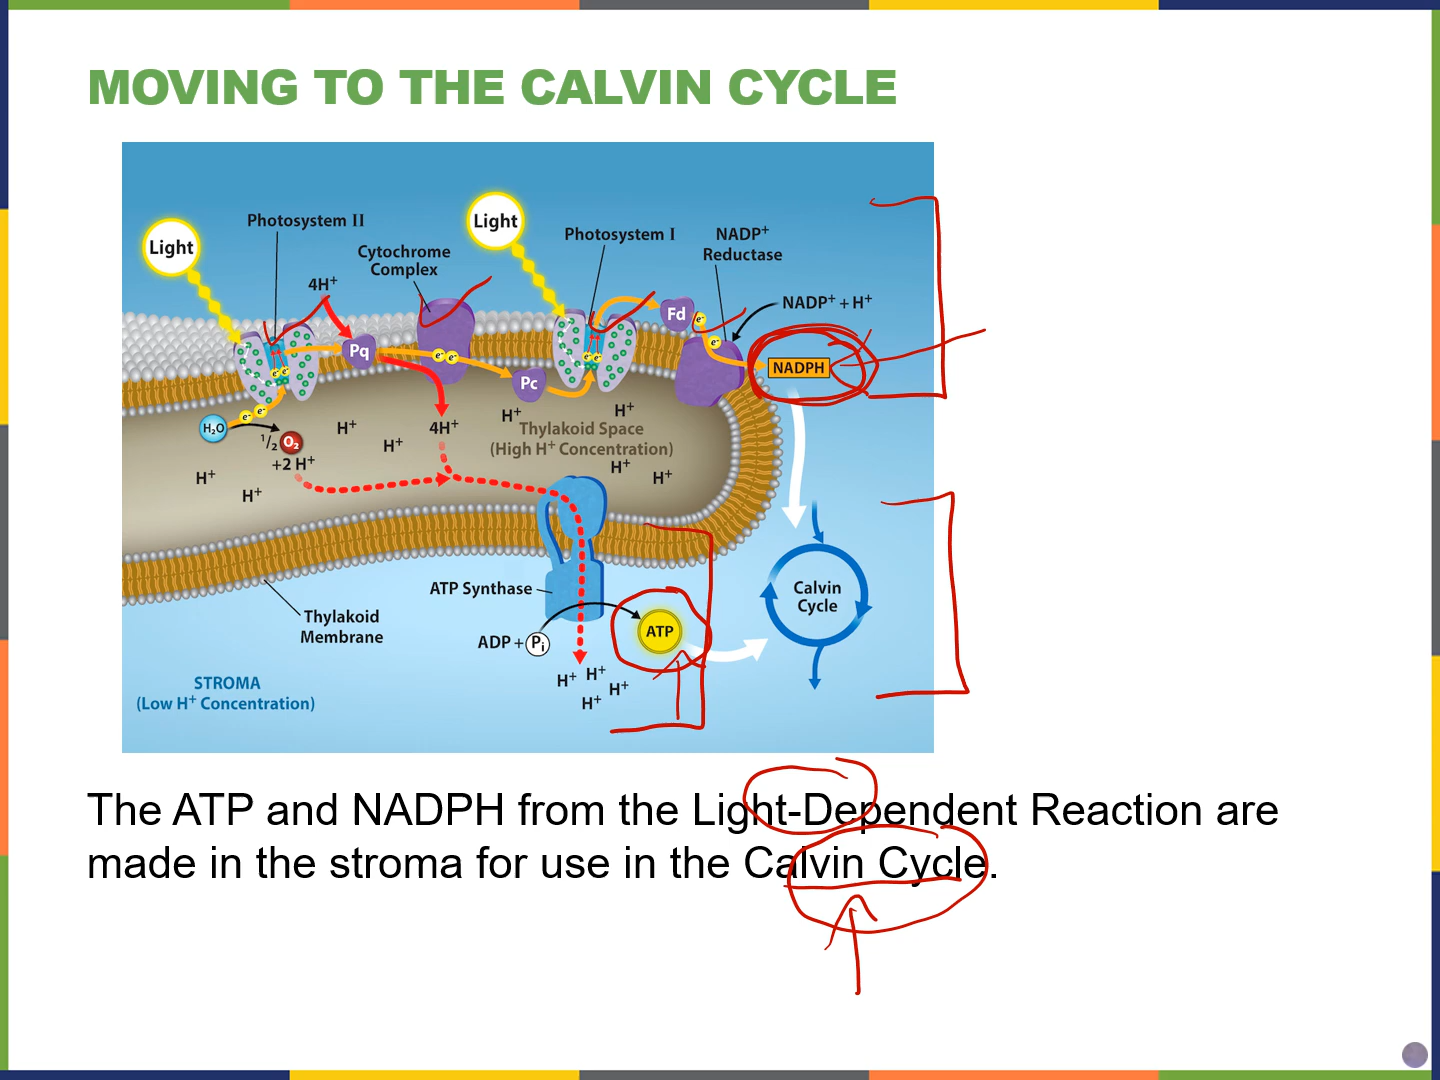 MOVING TO THE CALVIN CYCLE
Light
Photosystem II
Light
Photosystem I
NADP+
Reductase
Cytochrome
Complex
4H+
NADP+ + H+
Fd
e-
e-
Pq
e- e-
NADPH
e- e-
e- e-
Pc
H2O
e- e-
1/2 O2
+2 H+
H+
H+
4H+
H+
H+
Thylakoid Space
(High H+ Concentration)
H+
H+
H+
H+
ATP Synthase
Calvin
Cycle
Thylakoid
Membrane
ADP + Pi
ATP
H+
H+
H+
H+
STROMA
(Low H+ Concentration)
The ATP and NADPH from the Light-Dependent Reaction are
made in the stroma for use in the Calvin Cycle.